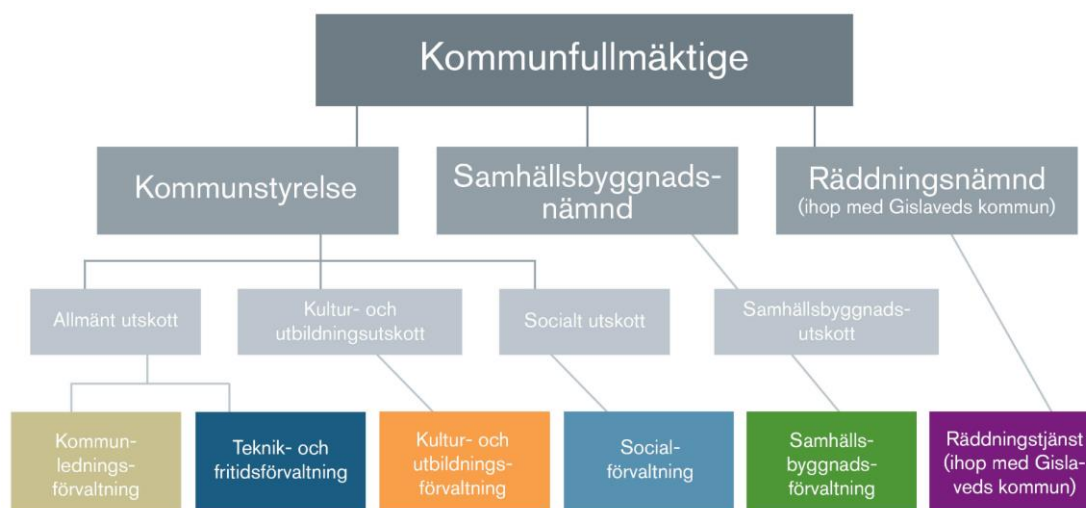 Kommunfullmäktige
Kommunstyrelse
Samhällsbyggnads-
nämnd
Räddningsnämnd
(ihop med Gislaveds kommun)
Allmänt utskott
Kultur- och
utbildningsutskott
Socialt utskott
Samhällsbyggnads-
utskott
Kommun-
lednings-
förvaltning
Teknik- och
fritidsförvaltning
Kultur- och
utbildnings-
förvaltning
Social-
förvaltning
Samhälls-
byggnads-
förvaltning
Räddningstjänst
(ihop med Gisla-
veds kommun)